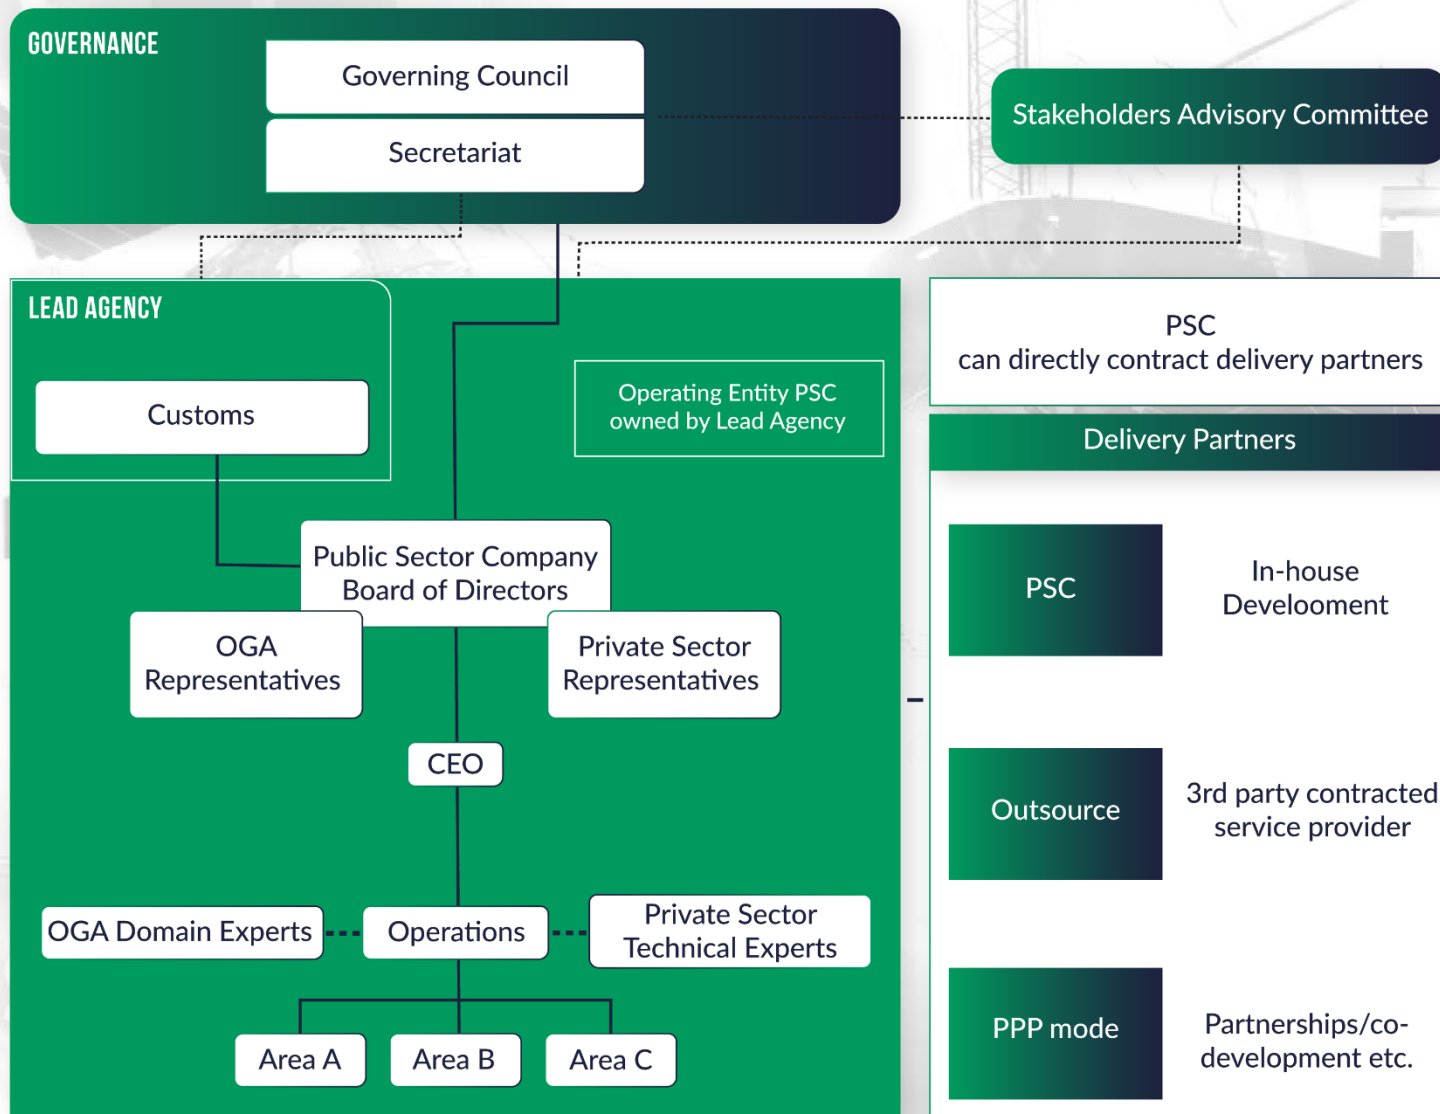 GOVERNANCE
Governing Council
Secretariat
Stakeholders Advisory Committee
LEAD AGENCY
Customs
Operating Entity PSC
owned by Lead Agency
Public Sector Company
Board of Directors
OGA
Representatives
Private Sector
Representatives
CEO
OGA Domain Experts
Operations
Private Sector
Technical Experts
Area A
Area B
Area C
PSC
can directly contract delivery partners
Delivery Partners
PSC
In-house
Develooment
Outsource
3rd party contracted
service provider
PPP mode
Partnerships/co-
development etc.